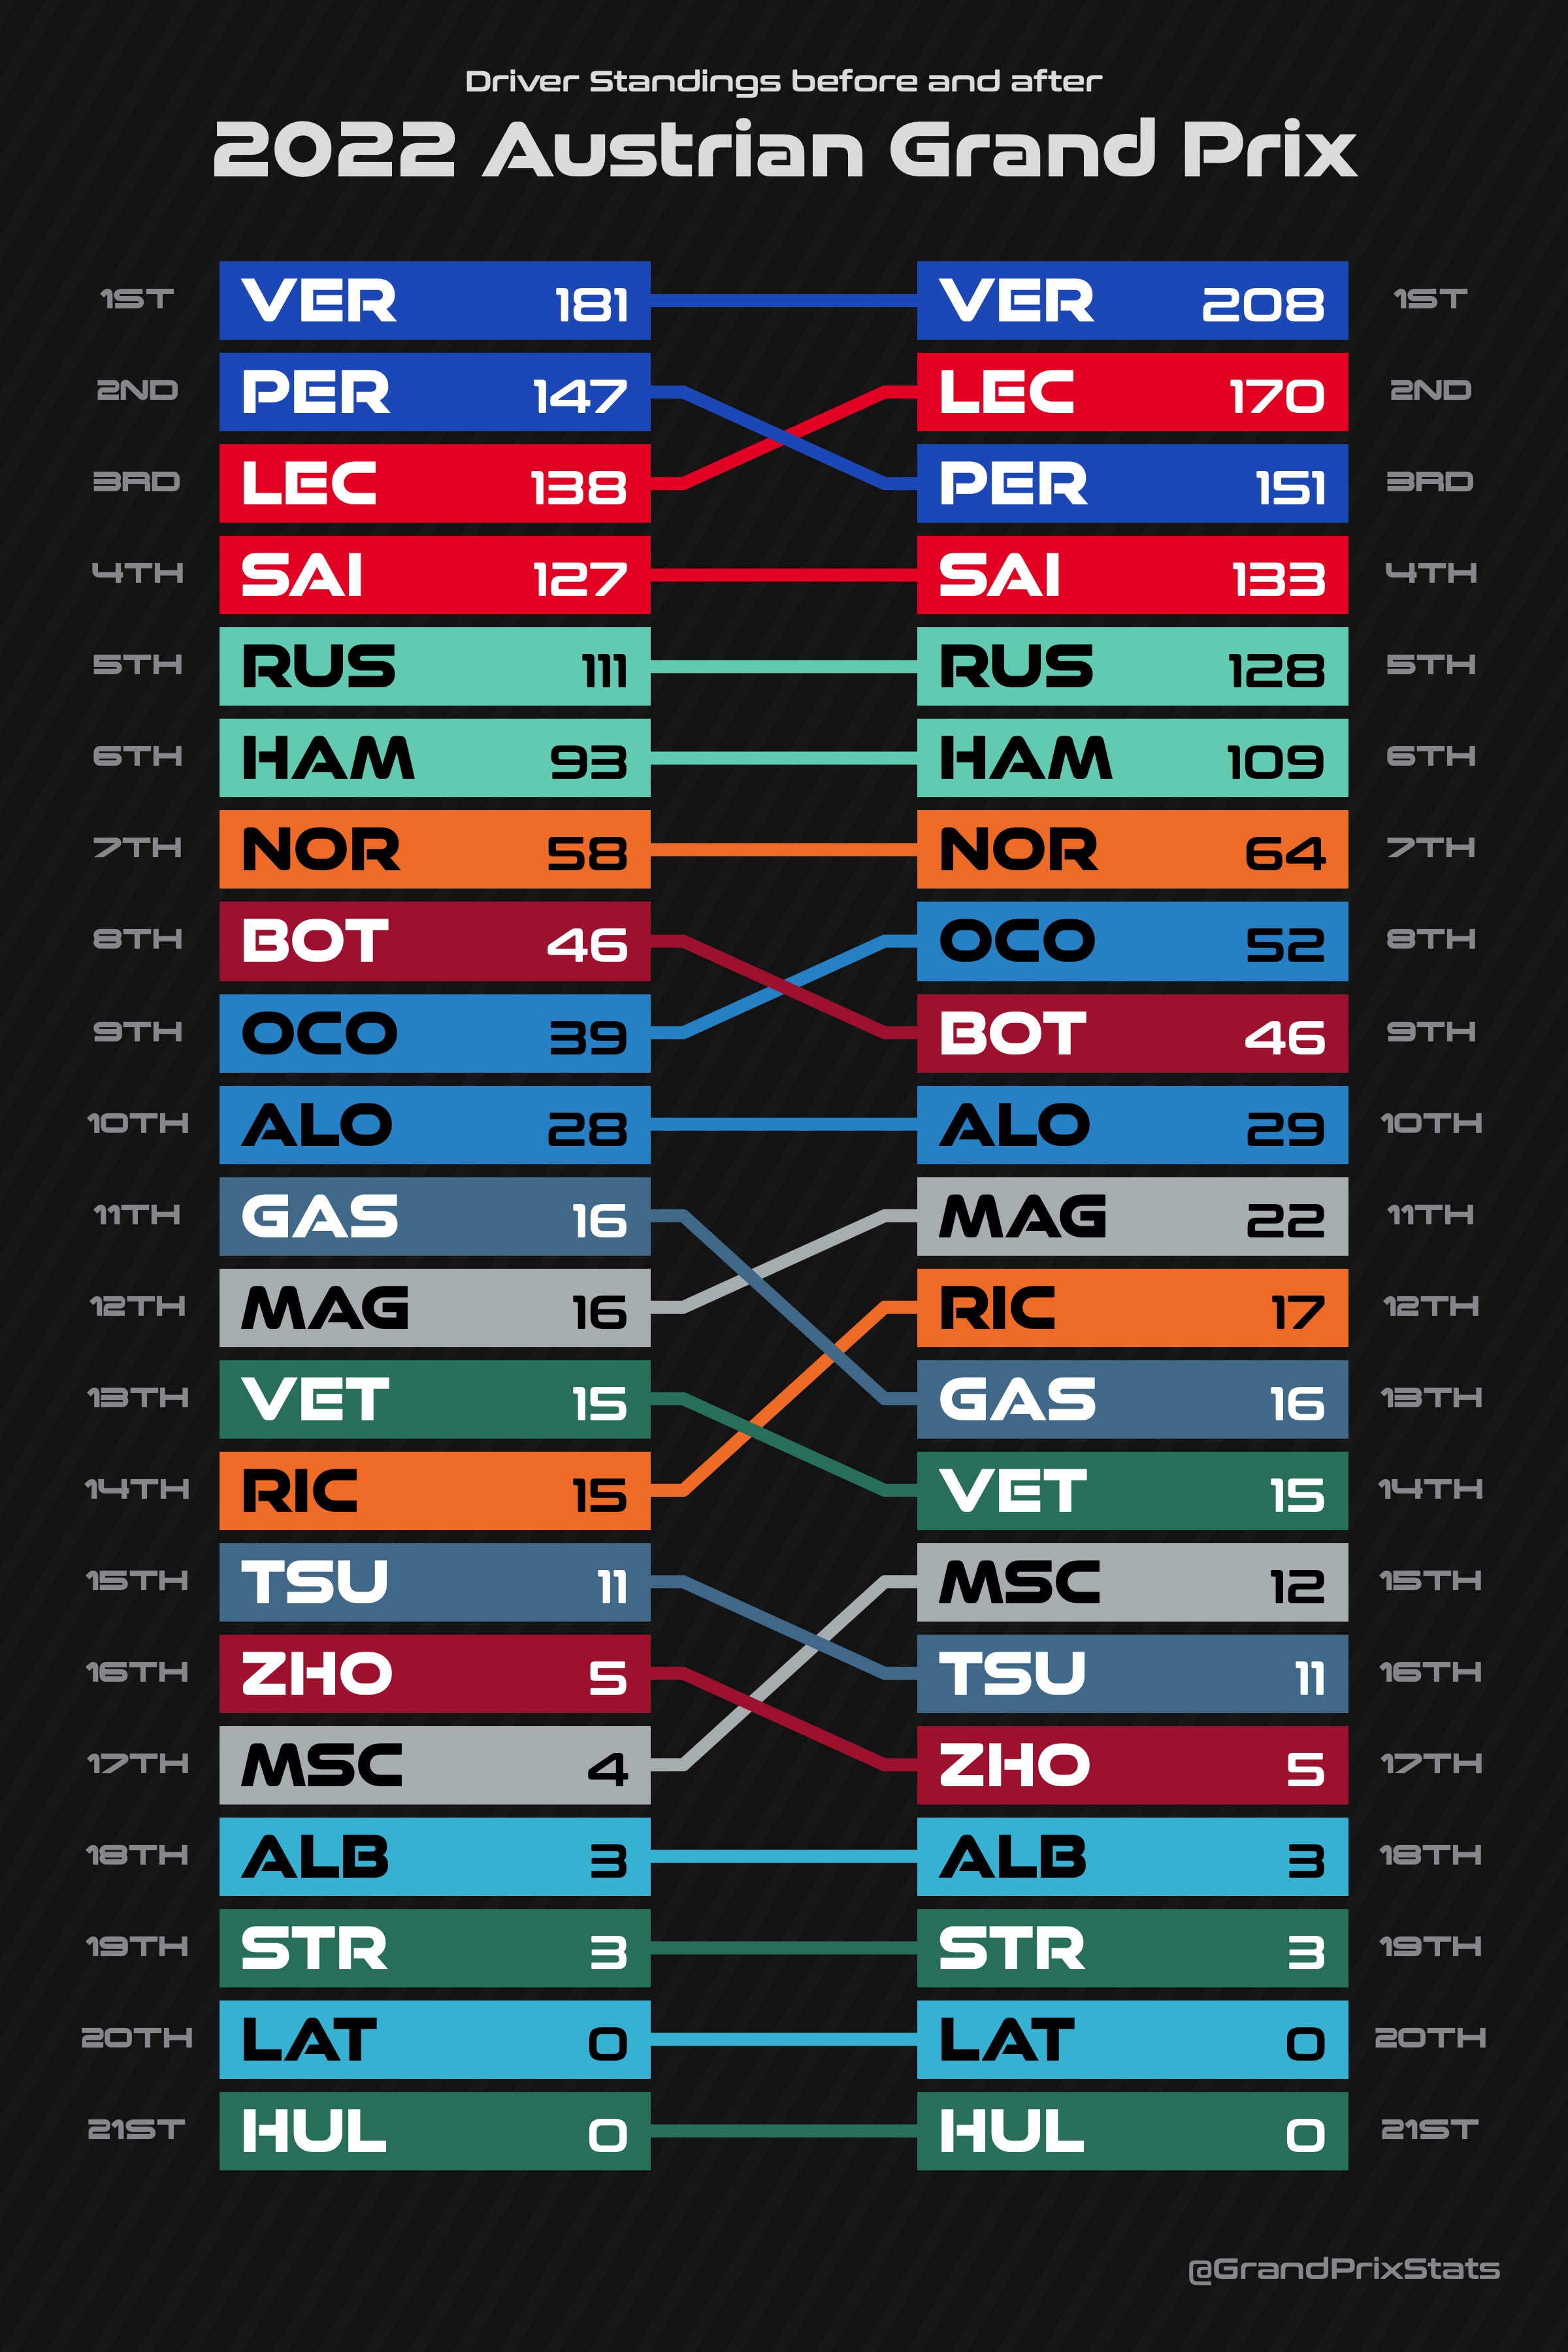 Driver Standings before and after
2022 Austrian Grand Prix
1ST VER 181 VER 208 1ST
2ND PER 147 LEC 170 2ND
3RD LEC 138 PER 151 3RD
4TH SAI 127 SAI 133 4TH
5TH RUS 111 RUS 128 5TH
6TH HAM 93 HAM 109 6TH
7TH NOR 58 NOR 64 7TH
8TH BOT 46 OCO 52 8TH
9TH OCO 39 BOT 46 9TH
10TH ALO 28 ALO 29 10TH
11TH GAS 16 MAG 22 11TH
12TH MAG 16 RIC 17 12TH
13TH VET 15 GAS 16 13TH
14TH RIC 15 VET 15 14TH
15TH TSU 11 MSC 12 15TH
16TH ZHO 5 TSU 11 16TH
17TH MSC 4 ZHO 5 17TH
18TH ALB 3 ALB 3 18TH
19TH STR 3 STR 3 19TH
20TH LAT 0 LAT 0 20TH
21ST HUL 0 HUL 0 21ST
@GrandPrixStats